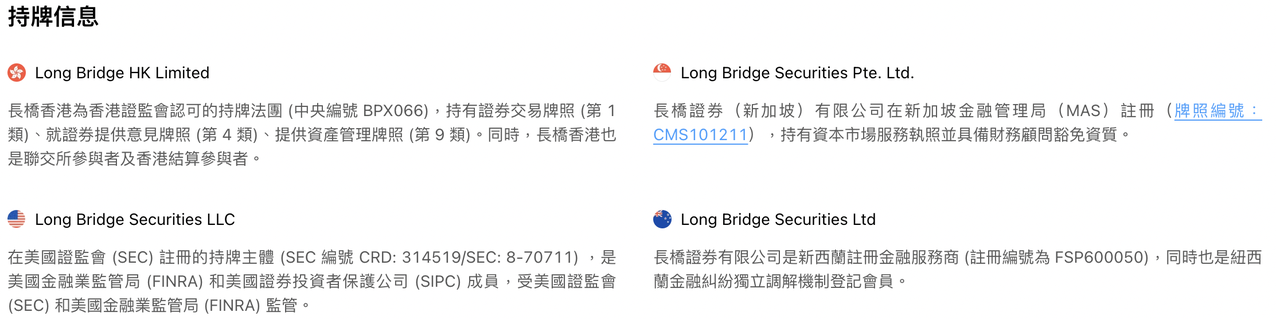 持牌信息
Long Bridge HK Limited
長橋香港為香港證監會認可的持牌法團 (中央編號 BPX066)，持有證券交易牌照 (第 1
類)、就證券提供意見牌照 (第 4 類)、提供資產管理牌照 (第 9 類)。同時，長橋香港也
是聯交所參與者及香港結算參與者。
Long Bridge Securities Pte. Ltd.
長橋證券（新加坡）有限公司在新加坡金融管理局（MAS）註冊（牌照編號：
CMS101211），持有資本市場服務執照並具備財務顧問豁免資質。
Long Bridge Securities LLC
在美國證監會 (SEC) 註冊的持牌主體 (SEC 編號 CRD: 314519/SEC: 8-70711) ，是
美國金融業監管局 (FINRA) 和美國證券投資者保護公司 (SIPC) 成員，受美國證監會
(SEC) 和美國金融業監管局 (FINRA) 監管。
Long Bridge Securities Ltd
長橋證券有限公司是新西蘭註冊金融服務商 (註冊編號為 FSP600050)，同時也是紐西
蘭金融糾紛獨立調解機制登記會員。